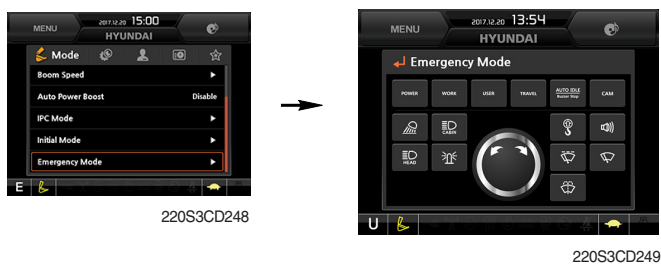 MENU
2017.12.20 15:00
HYUNDAI
Mode
Boom Speed
Auto Power Boost Disable
IPC Mode
Initial Mode
Emergency Mode
E
220S3CD248
MENU
2017.12.20 13:54
HYUNDAI
Emergency Mode
POWER WORK USER TRAVEL AUTO IDLE CAM
Buzzer Stop
CABIN
HEAD
U
220S3CD249